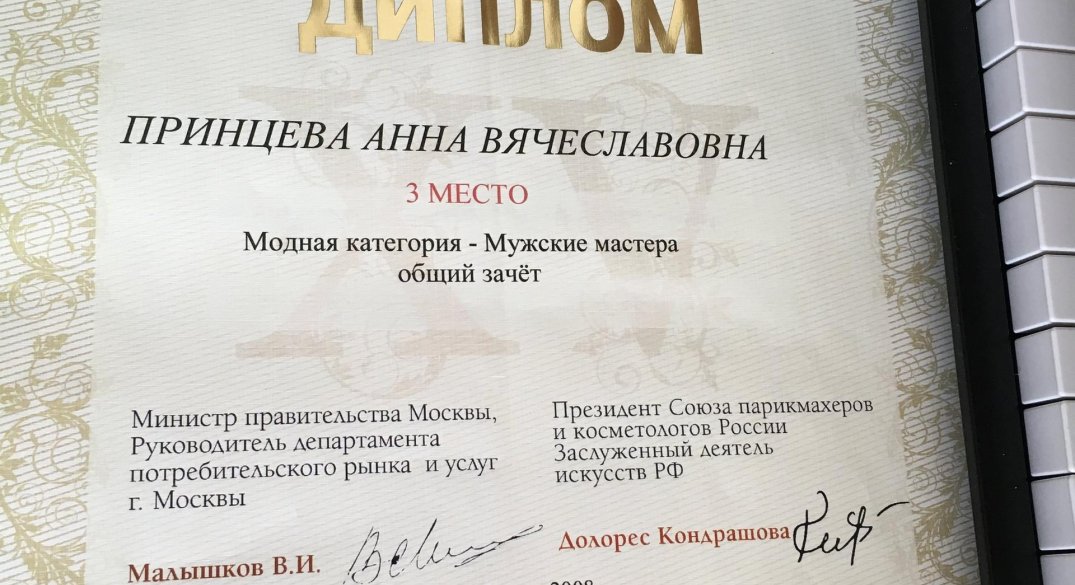 ДИПЛОМ
ПРИНЦЕВА АННА ВЯЧЕСЛАВОВНА
3 МЕСТО
Модная категория - Мужские мастера
общий зачёт
Министр правительства Москвы,
Руководитель департамента
потребительского рынка и услуг
г. Москвы
Малышков В.И.
Президент Союза парикмахеров
и косметологов России
Заслуженный деятель
искусств РФ
Долорес Кондрашова